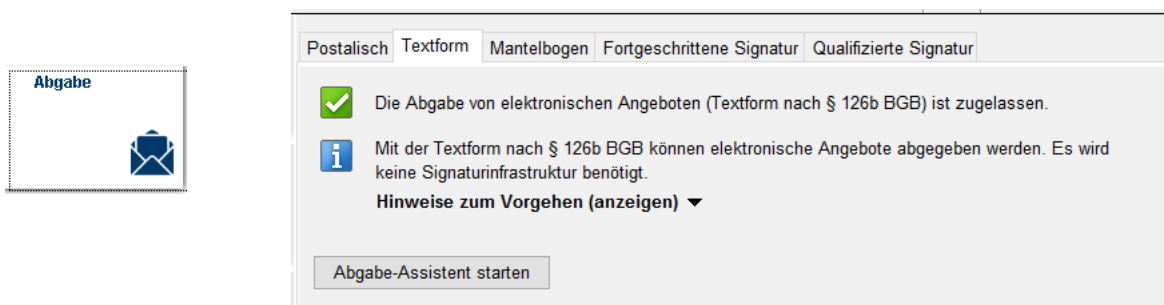 Abgabe
Postalisch Textform Mantelbogen Fortgeschrittene Signatur Qualifizierte Signatur
Die Abgabe von elektronischen Angeboten (Textform nach § 126b BGB) ist zugelassen.
Mit der Textform nach § 126b BGB können elektronische Angebote abgegeben werden. Es wird
keine Signaturinfrastruktur benötigt.
Hinweise zum Vorgehen (anzeigen)
Abgabe-Assistent starten